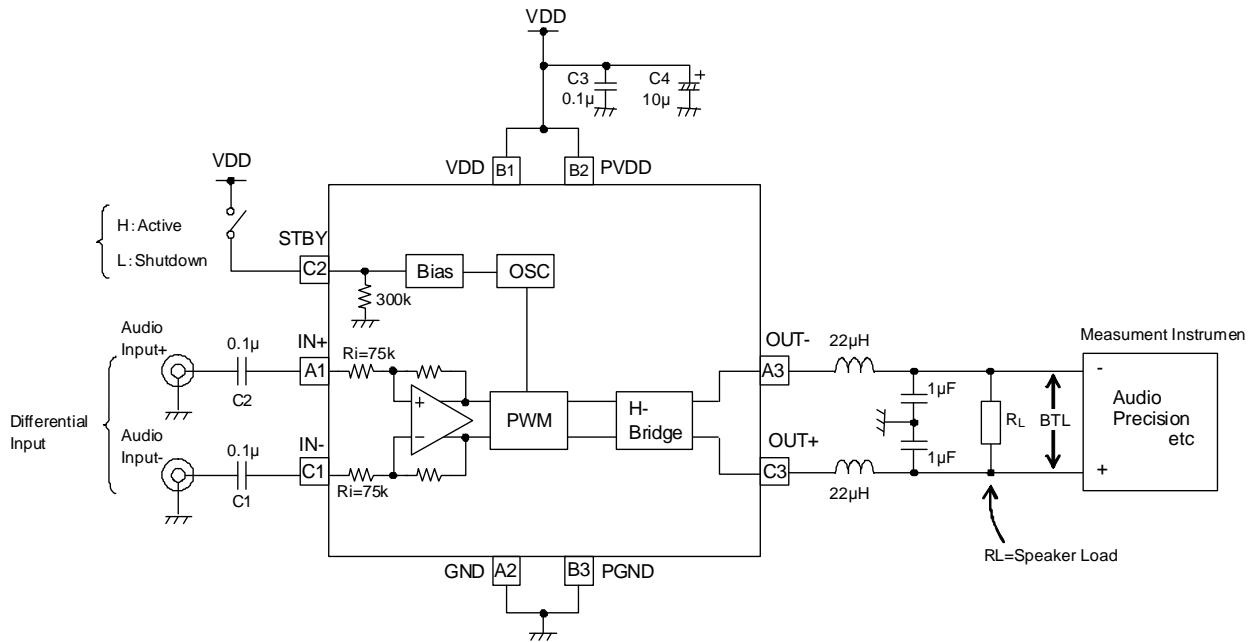 VDD
C3
0.1µ
C4
+
10µ
VDD
B1
B2
PVDD
VDD
H : Active
L : Shutdown
STBY
C2
Bias
OSC
300k
Audio
Input+
0.1µ
C2
IN+
A1
Ri=75k
Differential
Input
Audio
Input-
0.1µ
C1
IN-
C1
Ri=75k
+
−
PWM
H-
Bridge
OUT-
A3
22µH
OUT+
C3
22µH
1µF
1µF
RL
BTL
Measument Instrumen
-
Audio
Precision
etc
+
RL=Speaker Load
GND
A2
B3
PGND